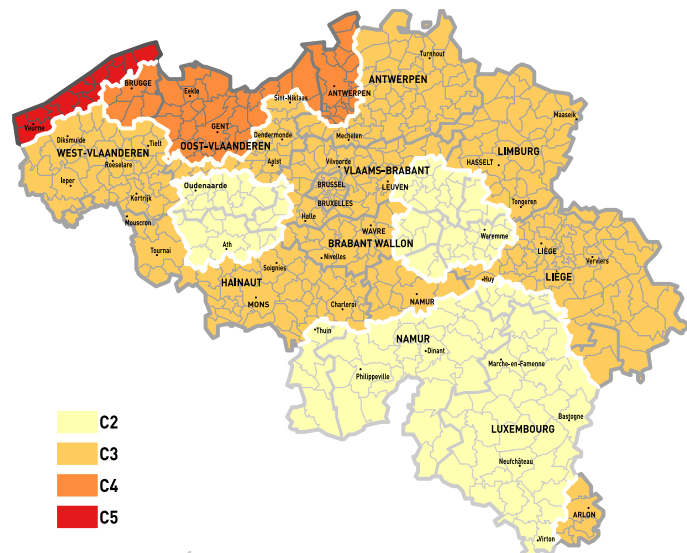 Turnhout
ANTWERPEN
BRUGGE
Eeklo
ANTWERPEN
Sint-Niklaas
Maaseik
Veurne
GENT
Diksmuide
Tielt
OOST-VLAANDEREN
Dendermonde
Mechelen
WEST-VLAANDEREN
Roeselare
Aalst
Vilvoorde
VLAAMS-BRABANT
HASSELT
LIMBURG
Ieper
Oudenaarde
BRUSSEL
LEUVEN
Kortrijk
BRUXELLES
Tongeren
Mouscron
Halle
WAVRE
Waremme
Tournai
Ath
BRABANT WALLON
LIÈGE
Nivelles
Verviers
Soignies
LIÈGE
HAINAUT
Huy
MONS
Charleroi
NAMUR
Thuin
NAMUR
Dinant
Marche-en-Famenne
Philippeville
C2
Bastogne
LUXEMBOURG
C3
Neufchâteau
C4
C5
ARLON
Virton